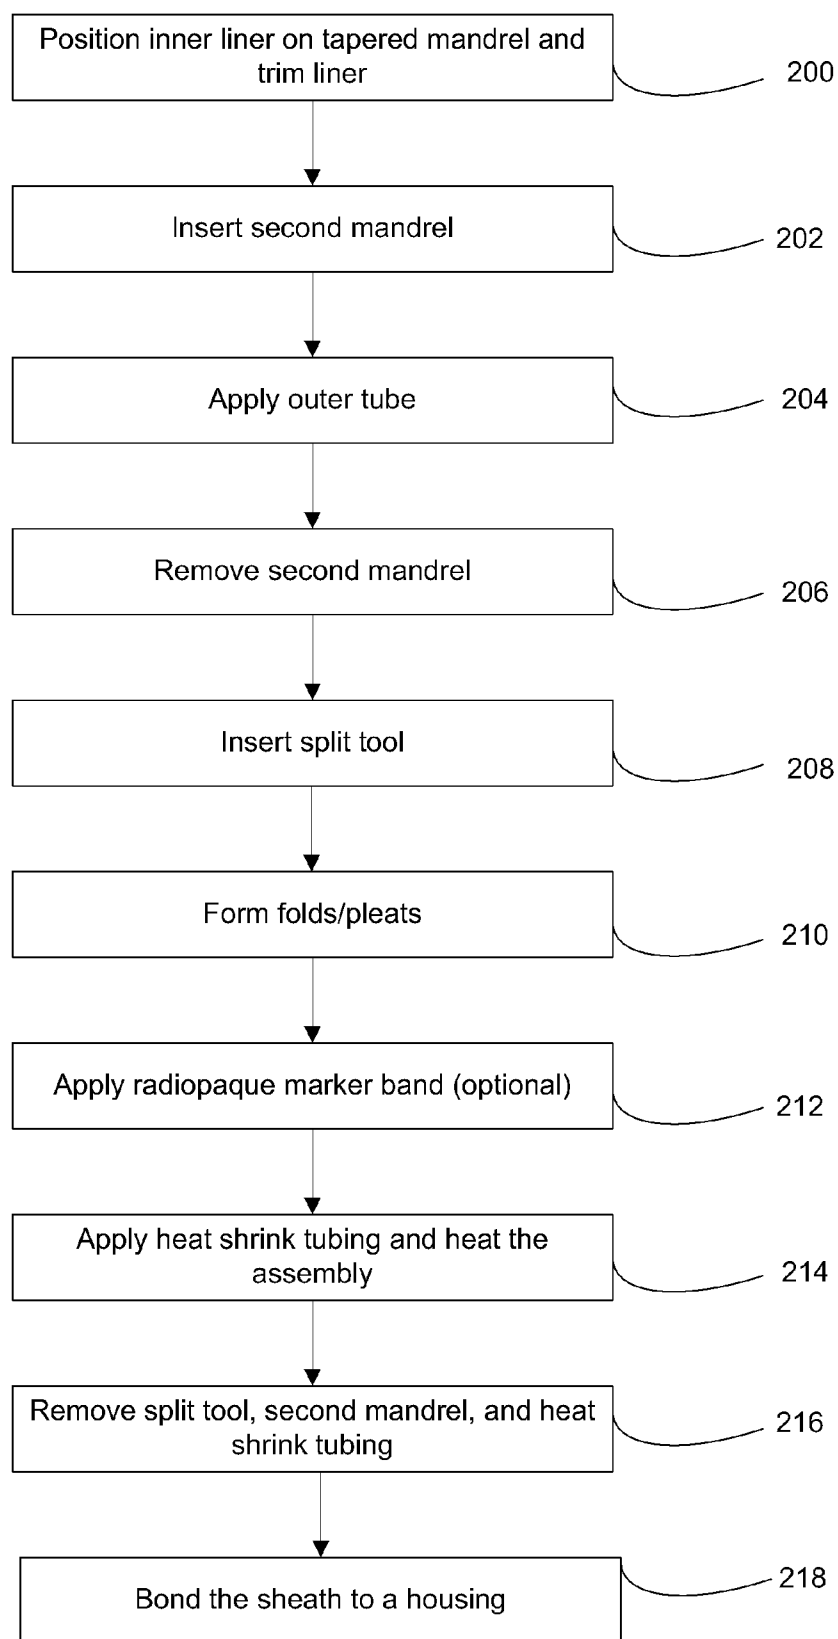 Position inner liner on tapered mandrel and
trim liner
200
Insert second mandrel
202
Apply outer tube
204
Remove second mandrel
206
Insert split tool
208
Form folds/pleats
210
Apply radiopaque marker band (optional)
212
Apply heat shrink tubing and heat the
assembly
214
Remove split tool, second mandrel, and heat
shrink tubing
216
Bond the sheath to a housing
218